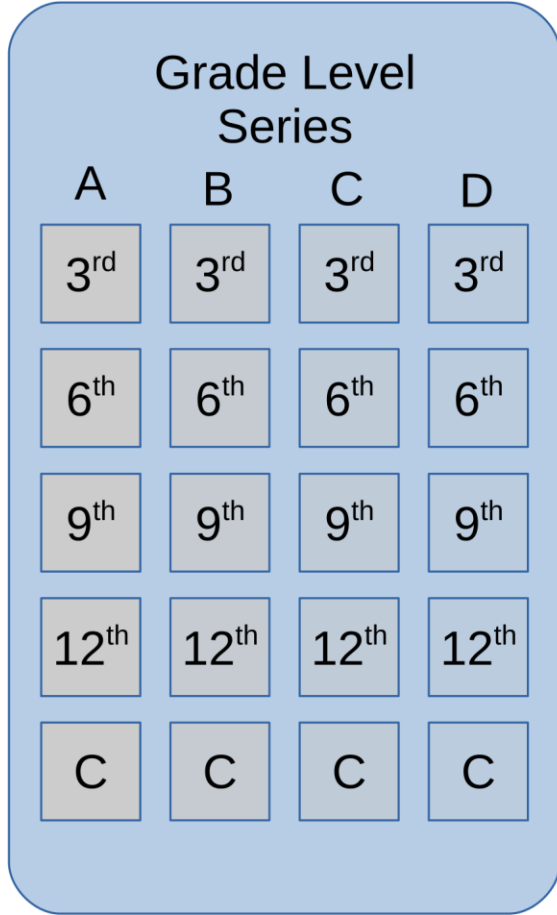 Grade Level
Series
A B C D
3rd 3rd 3rd 3rd
6th 6th 6th 6th
9th 9th 9th 9th
12th 12th 12th 12th
C C C C